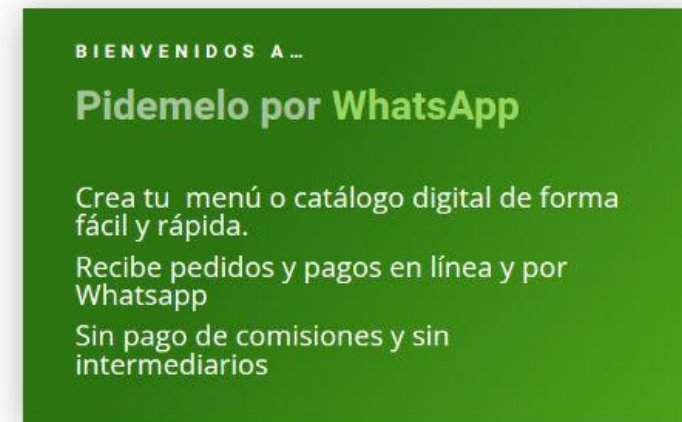 BIENVENIDOS A…
Pidemelo por WhatsApp
Crea tu  menú o catálogo digital de forma
fácil y rápida.
Recibe pedidos y pagos en línea y por
Whatsapp
Sin pago de comisiones y sin
intermediarios